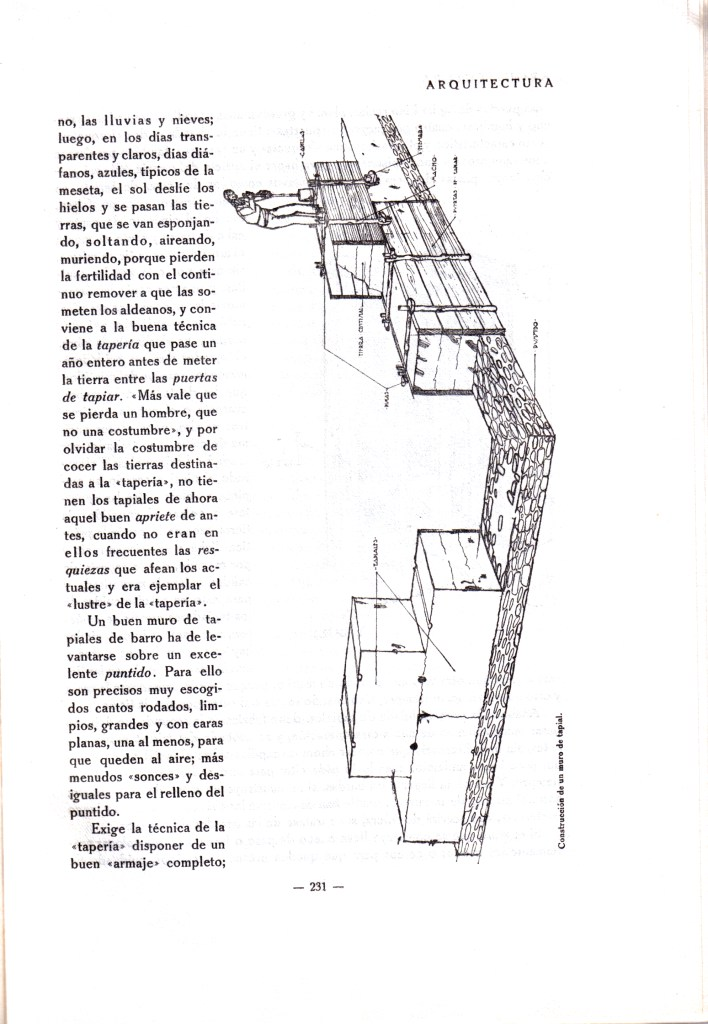 ARQUITECTURA
no, las lluvias y nieves;
luego, en los días trans-
parentes y claros, días diá-
fanos, azules, típicos de la
meseta, el sol deslíe los
hielos y se pasan las tie-
rras, que se van esponjan-
do, soltando, aireando,
muriendo, porque pierden
la fertilidad con el conti-
nuo remover a que las so-
meten los aldeanos, y con-
viene a la buena técnica
de la tapería que pase un
año entero antes de meter
la tierra entre las puertas
de tapiar. «Más vale que
se pierda un hombre, que
no una costumbre», y por
olvidar la costumbre de
cocer las tierras destina-
das a la «tapería», no tie-
nen los tapiales de ahora
aquel buen apriete de an-
tes, cuando no eran en
ellos frecuentes las res-
quiezas que afean los ac-
tuales y era ejemplar el
«lustre» de la «tapería».
Un buen muro de ta-
piales de barro ha de le-
vantarse sobre un exce-
lente puntido. Para ello
son precisos muy escogi-
dos cantos rodados, lim-
pios, grandes y con caras
planas, una al menos, para
que queden al aire; más
menudos «sonces» y des-
iguales para el relleno del
puntido.
Exige la técnica de la
«tapería» disponer de un
buen «armaje» completo;
MACHO
PUNTIDO
TAPIALES
Construcción de un muro de tapial.
— 231 —